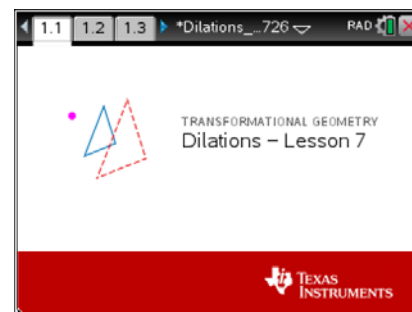 1.1 1.2 1.3 *Dilations_...726 RAD
TRANSFORMATIONAL GEOMETRY
Dilations – Lesson 7
TEXAS
INSTRUMENTS